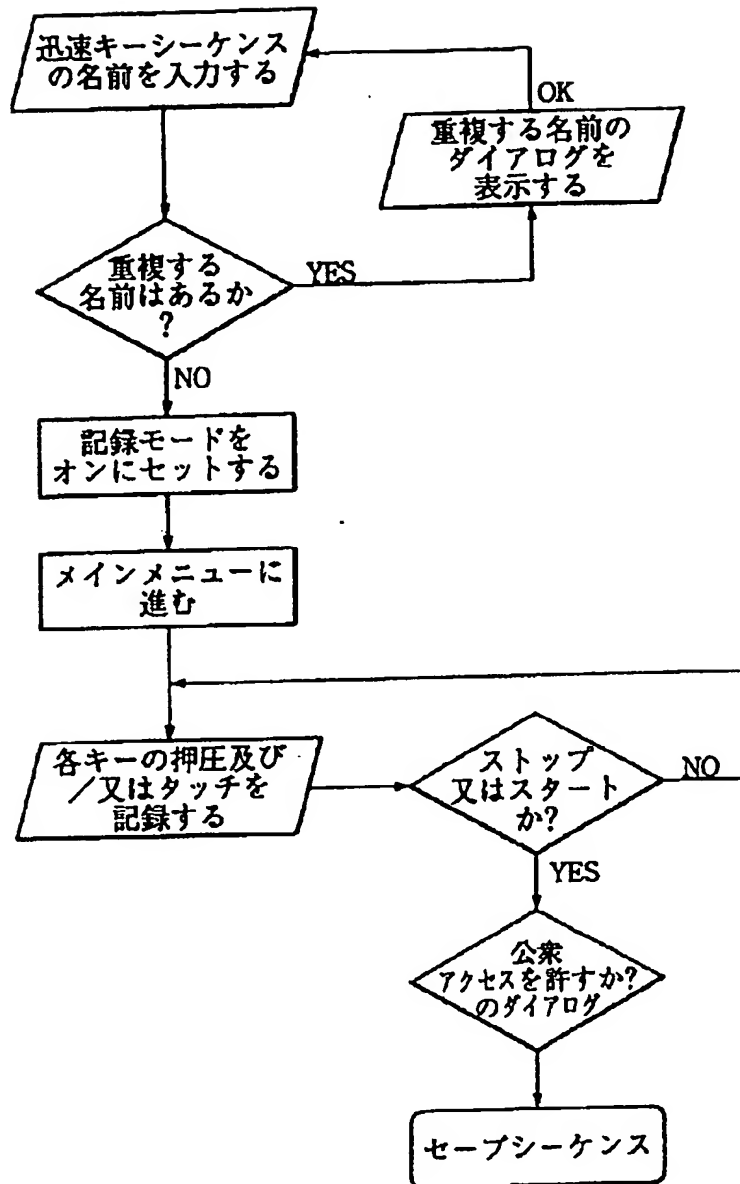 迅速キーシーケンス
の名前を入力する
OK
重複する名前の
ダイアログを
表示する
重複する
名前はあるか
?
YES
NO
記録モードを
オンにセットする
メインメニューに
進む
各キーの押圧及び
/又はタッチを
記録する
ストップ
又はスタート
か?
NO
YES
公衆
アクセスを許すか?
のダイアログ
セーブシーケンス